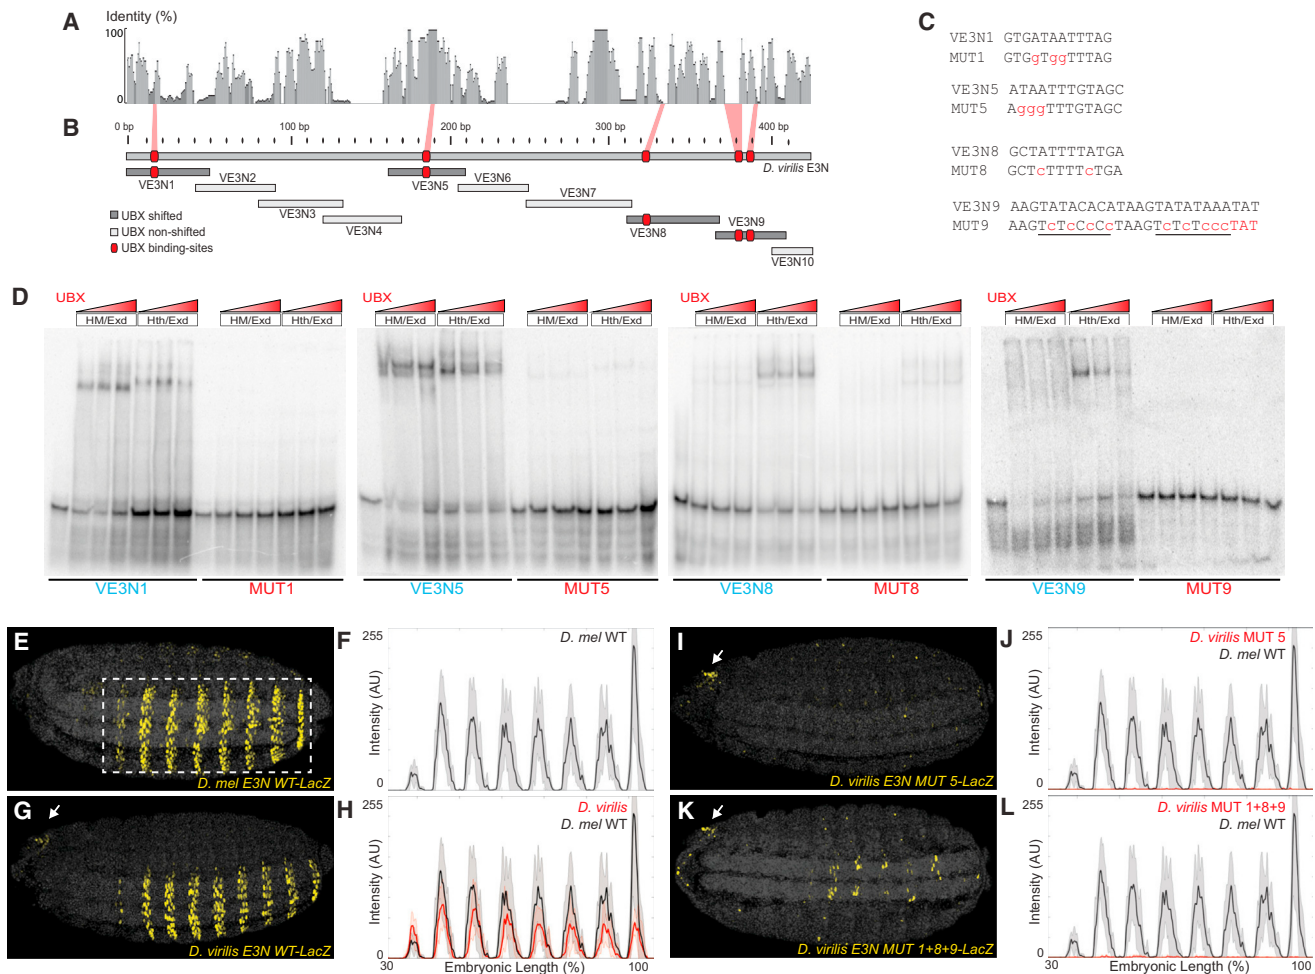 A
Identity (%)
100
0
B
0 bp
100 bp
200 bp
300 bp
400 bp
D. virilis E3N
VE3N1
VE3N2
VE3N3
VE3N4
VE3N5
VE3N6
VE3N7
VE3N8
VE3N9
VE3N10
UBX shifted
UBX non-shifted
UBX binding-sites
C
VE3N1 GTGATAATTTAG
MUT1 GTGgTggTTTAG
VE3N5 ATAATTTGTAGC
MUT5 AgggTTTGTAGC
VE3N8 GCTATTTTATGA
MUT8 GCTcTTTTcTGA
VE3N9 AAGTATACACATAAGTATATAAATAT
MUT9 AAGTcTcCcCcTAAGTcTcTcccTAT
D
UBX
HM/Exd Hth/Exd HM/Exd Hth/Exd
VE3N1 MUT1
UBX
HM/Exd Hth/Exd HM/Exd Hth/Exd
VE3N5 MUT5
UBX
HM/Exd Hth/Exd HM/Exd Hth/Exd
VE3N8 MUT8
UBX
HM/Exd Hth/Exd HM/Exd Hth/Exd
VE3N9 MUT9
E
D. mel E3N WT-LacZ
F
255
0
Intensity (AU)
D. mel WT
G
D. virilis E3N WT-LacZ
H
255
0
Intensity (AU)
D. virilis
D. mel WT
30
Embryonic Length (%)
100
I
D. virilis E3N MUT 5-LacZ
J
255
0
Intensity (AU)
D. virilis MUT 5
D. mel WT
K
D. virilis E3N MUT 1+8+9-LacZ
L
255
0
Intensity (AU)
D. virilis MUT 1+8+9
D. mel WT
30
Embryonic Length (%)
100